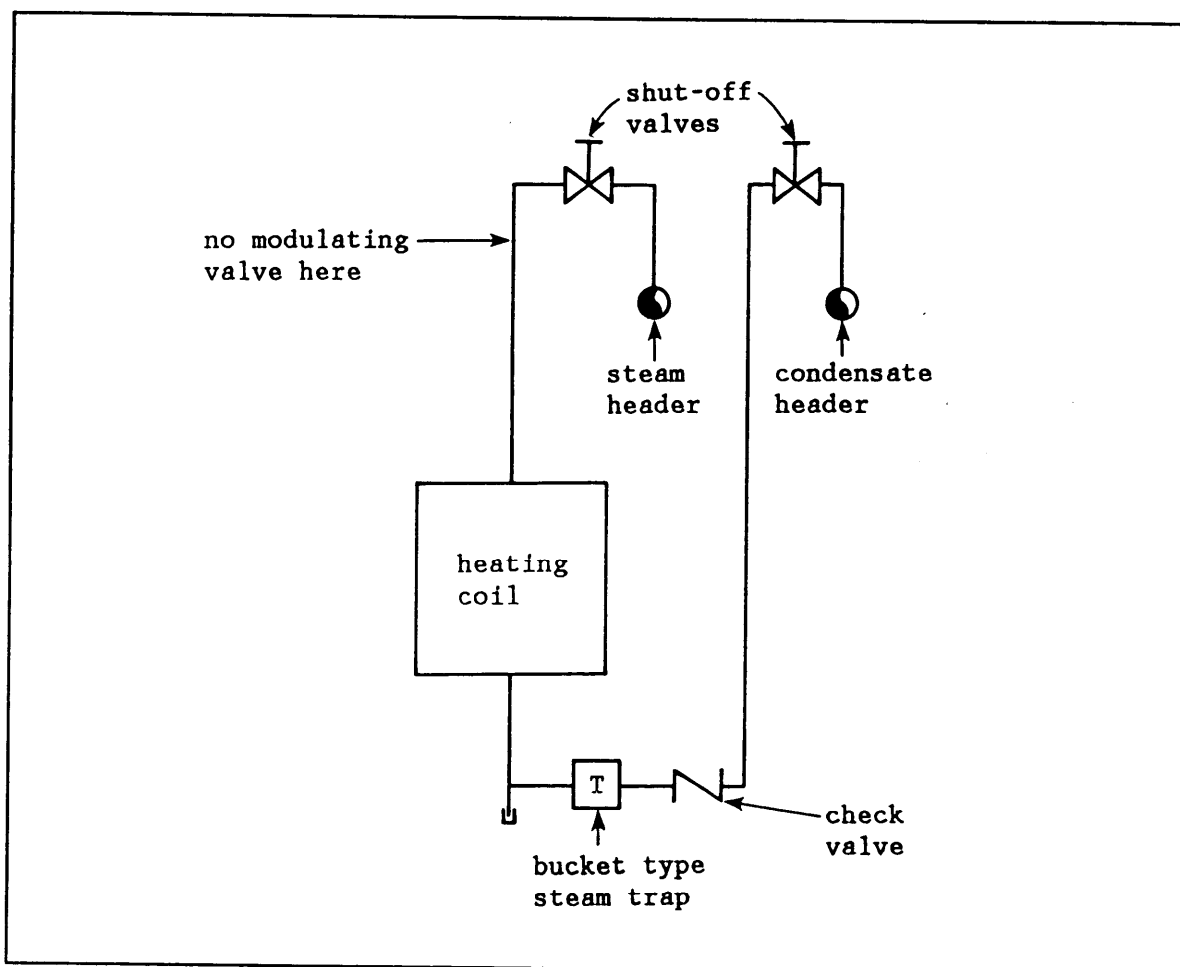 shut-off
valves
no modulating
valve here
steam
header
condensate
header
heating
coil
T
check
valve
bucket type
steam trap